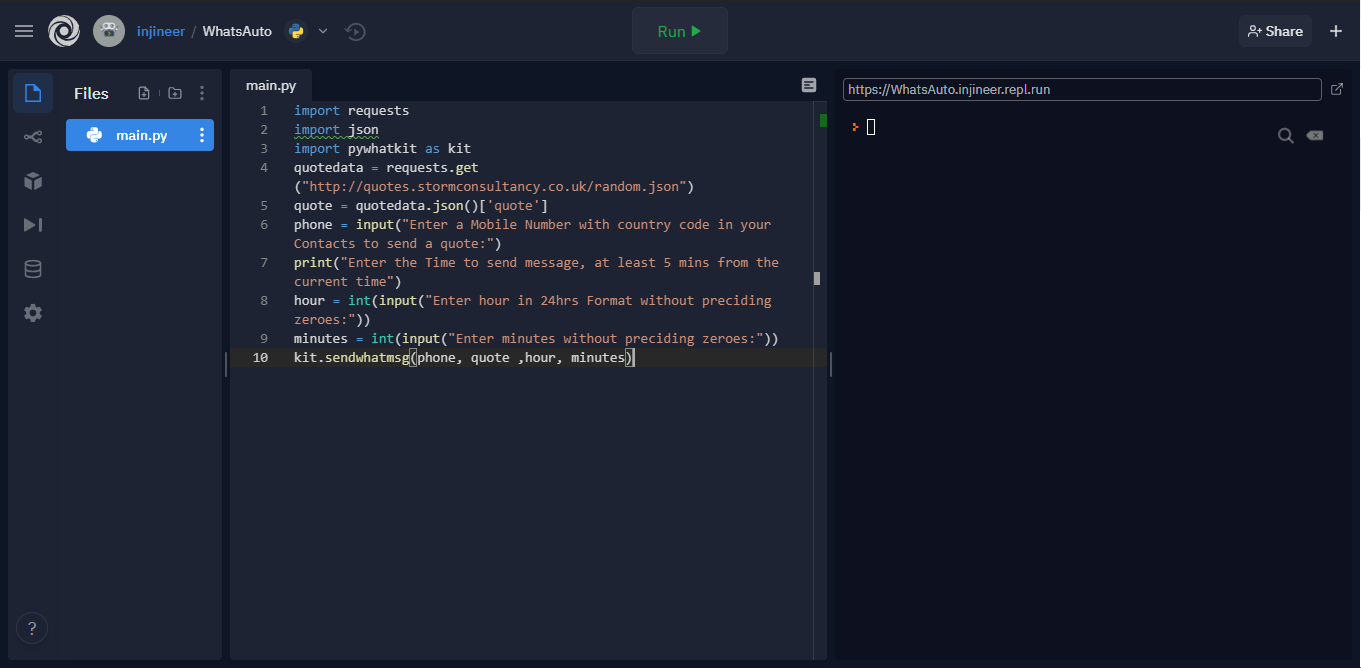 injineer / WhatsAuto
Run
Share
Files
main.py
main.py
https://WhatsAuto.injineer.repl.run
1 import requests
2 import json
3 import pywhatkit as kit
4 quotedata = requests.get
("http://quotes.stormconsultancy.co.uk/random.json")
5 quote = quotedata.json()['quote']
6 phone = input("Enter a Mobile Number with country code in your
Contacts to send a quote:")
7 print("Enter the Time to send message, at least 5 mins from the
current time")
8 hour = int(input("Enter hour in 24hrs Format without preciding
zeroes:"))
9 minutes = int(input("Enter minutes without preciding zeroes:"))
10 kit.sendwhatmsg(phone, quote ,hour, minutes)
?